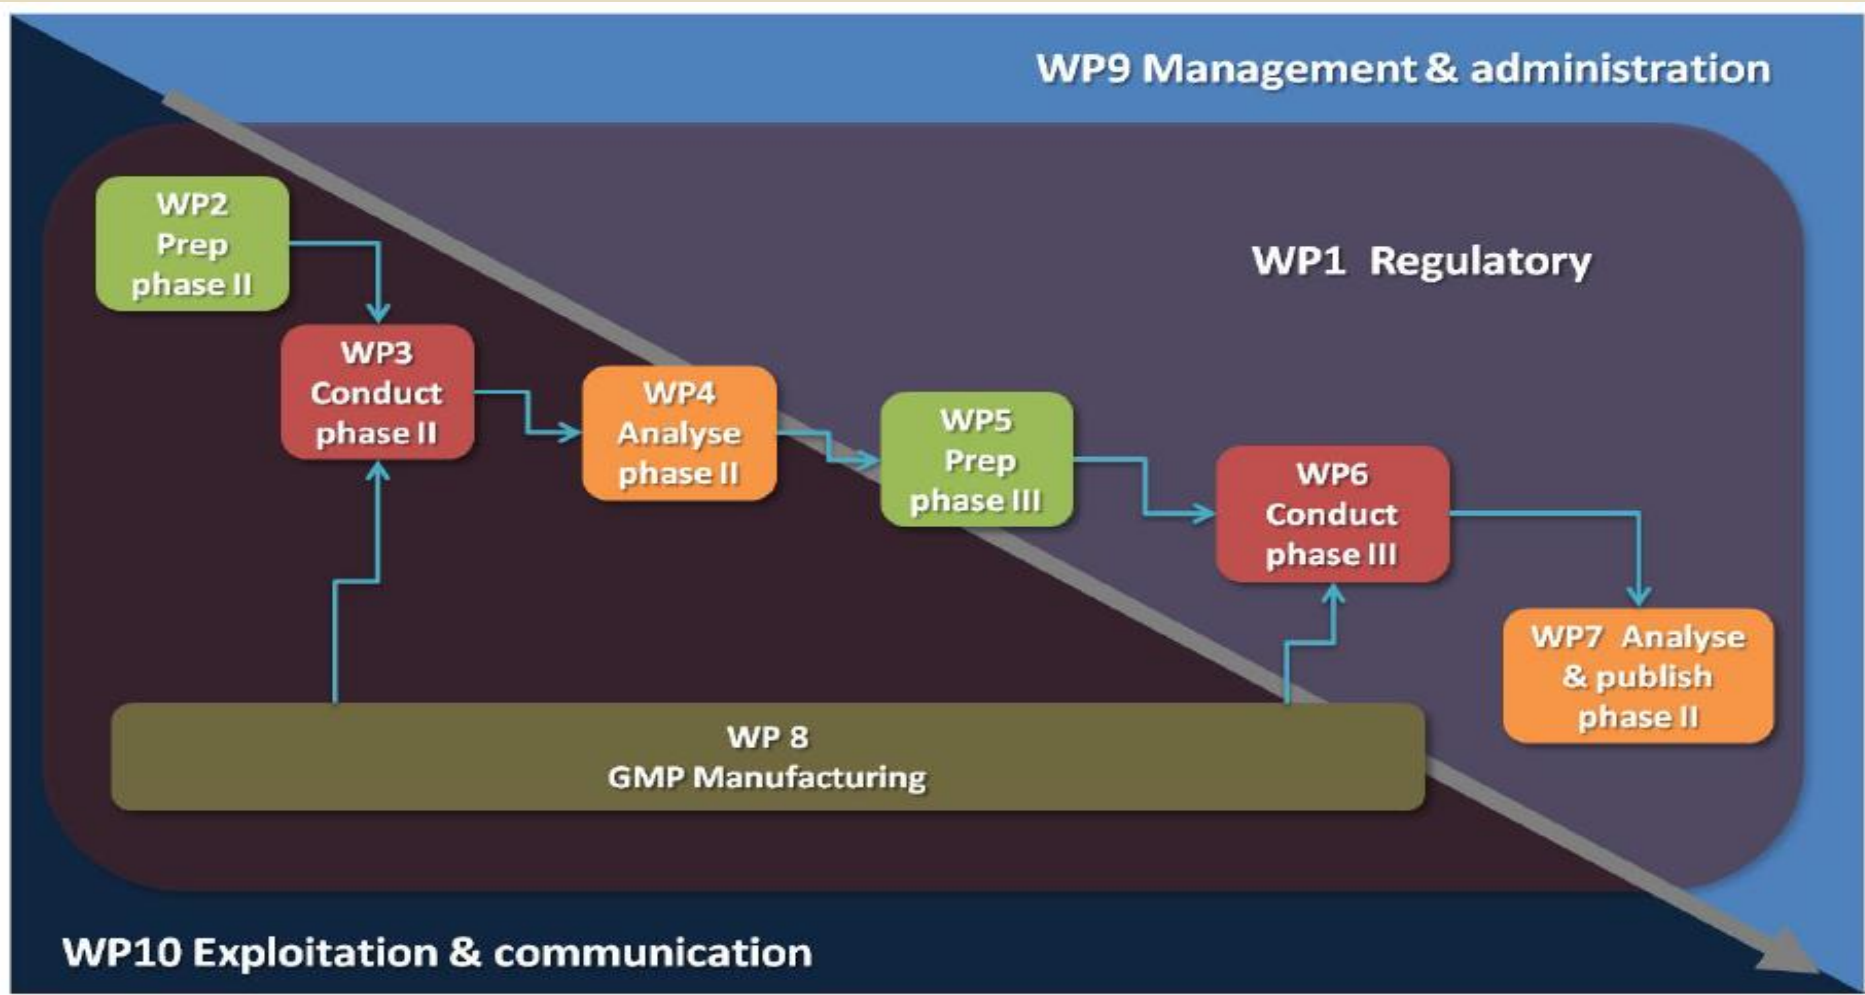 WP9 Management & administration
WP2
Prep
phase II
WP1 Regulatory
WP3
Conduct
phase II
WP4
Analyse
phase II
WP5
Prep
phase III
WP6
Conduct
phase III
WP7 Analyse
& publish
phase II
WP 8
GMP Manufacturing
WP10 Exploitation & communication